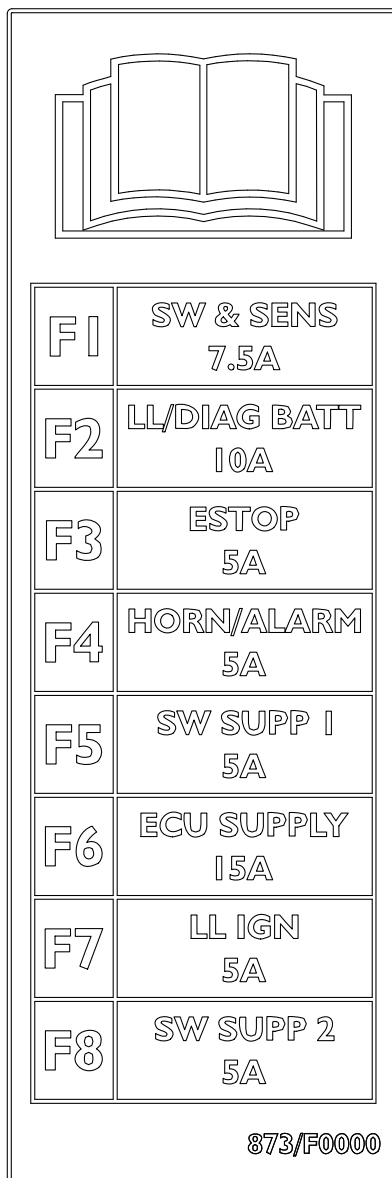 F1
SW & SENS
7.5A
F2
LL/DIAG BATT
10A
F3
ESTOP
5A
F4
HORN/ALARM
5A
F5
SW SUPP 1
5A
F6
ECU SUPPLY
15A
F7
LL IGN
5A
F8
SW SUPP 2
5A
873/F0000